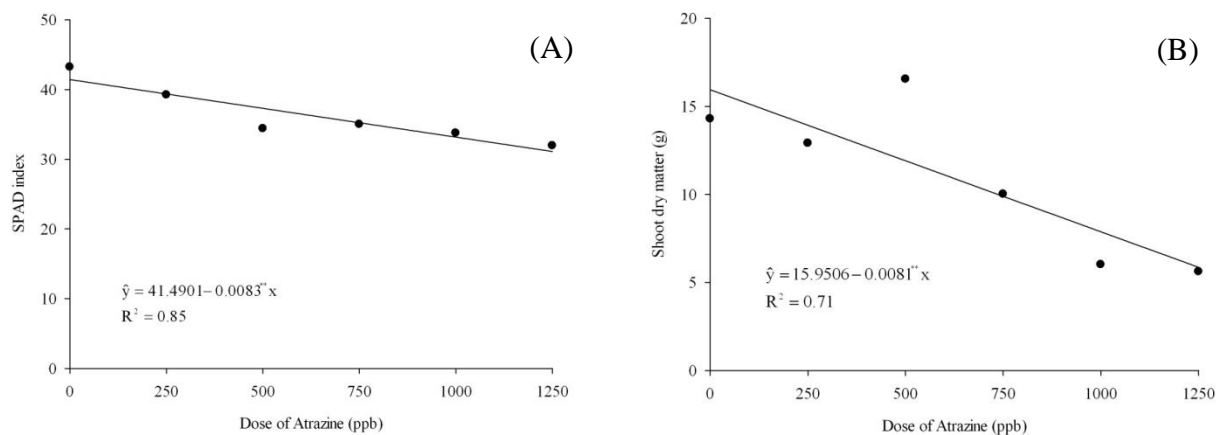 (A)
50
40
30
20
10
0
SPAD index
ŷ = 41.4901−0.0083**x
R² = 0.85
0 250 500 750 1000 1250
Dose of Atrazine (ppb)
(B)
20
15
10
5
0
Shoot dry matter (g)
ŷ = 15.9506−0.0081**x
R² = 0.71
0 250 500 750 1000 1250
Dose of Atrazine (ppb)